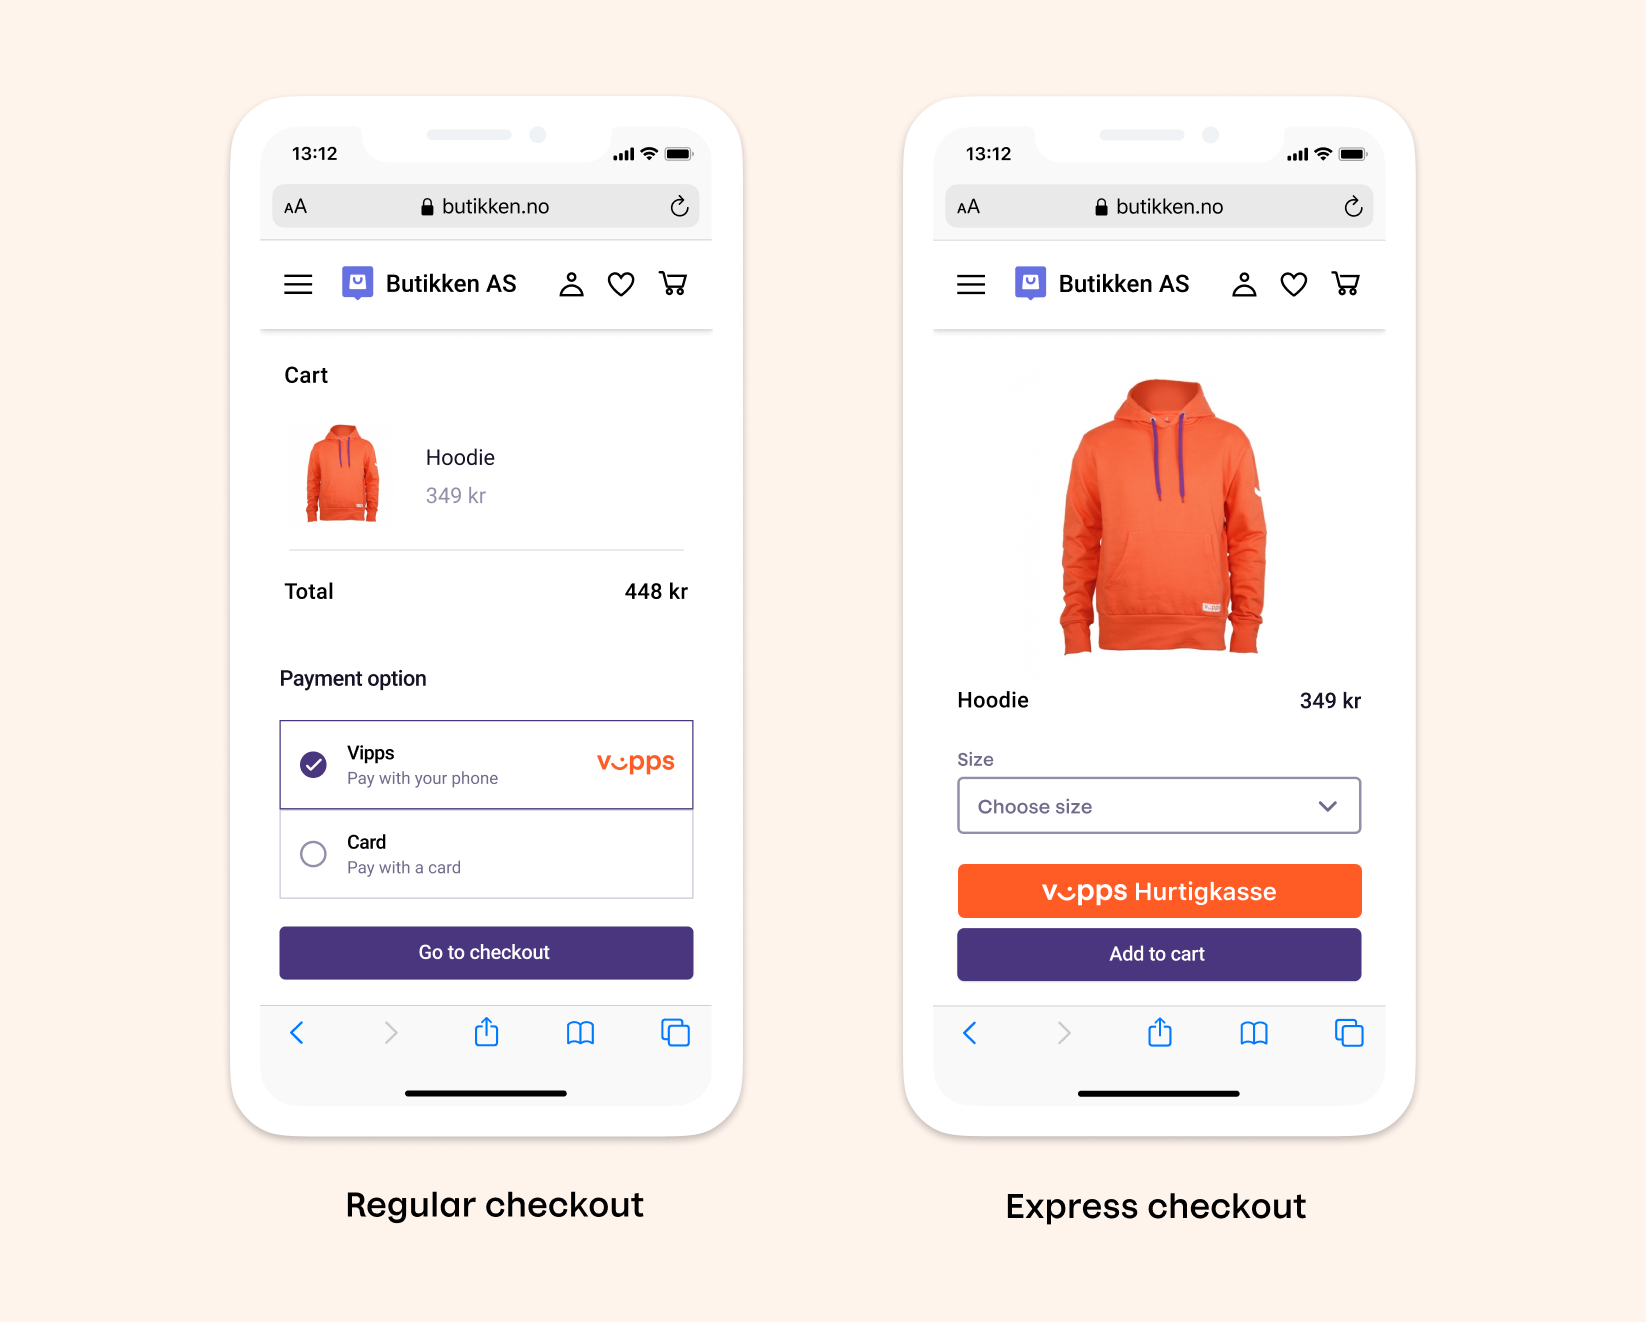 13:12
AA butikken.no
Butikken AS
Cart
Hoodie
349 kr
Total 448 kr
Payment option
Vipps
Pay with your phone
vipps
Card
Pay with a card
Go to checkout
Regular checkout
13:12
AA butikken.no
Butikken AS
vipps
Hoodie 349 kr
Size
Choose size
vipps Hurtigkasse
Add to cart
Express checkout